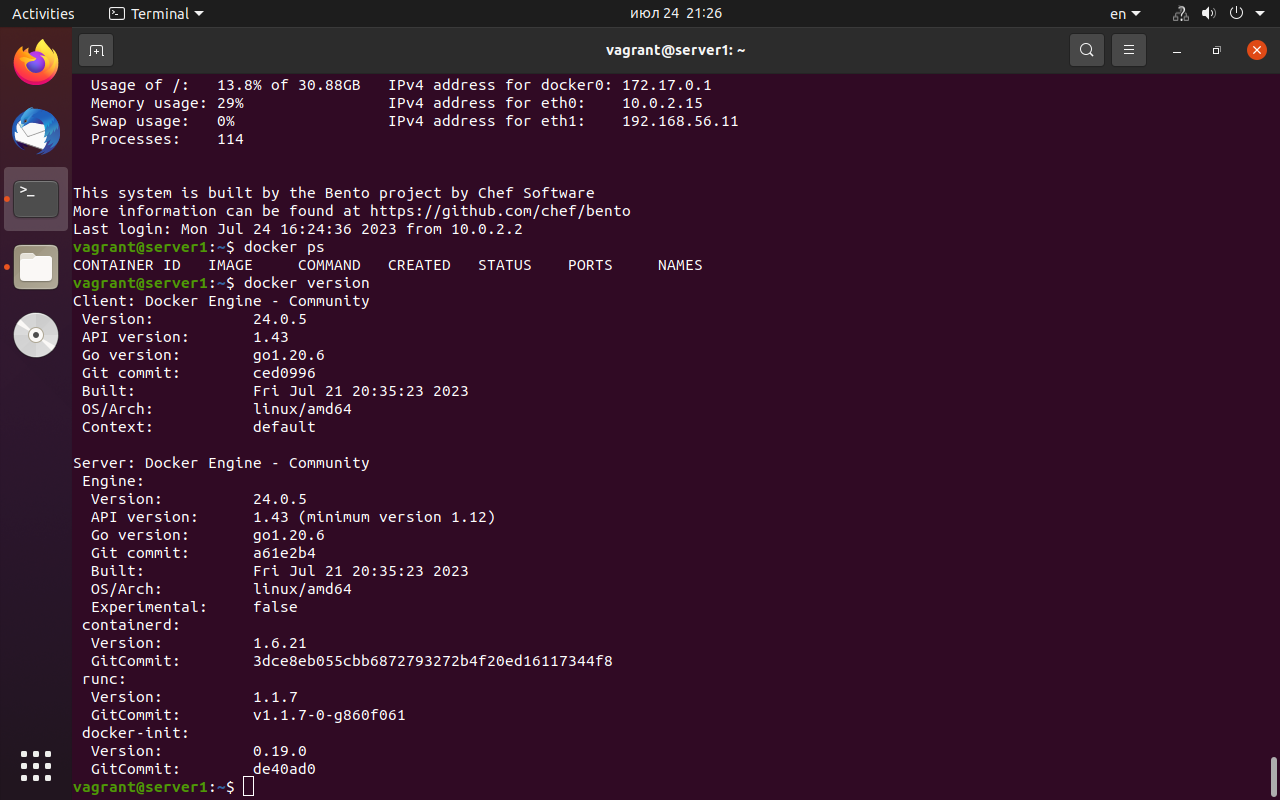 Activities Terminal июл 24 21:26 en
vagrant@server1: ~
Usage of /: 13.8% of 30.88GB IPv4 address for docker0: 172.17.0.1
Memory usage: 29% IPv4 address for eth0: 10.0.2.15
Swap usage: 0% IPv4 address for eth1: 192.168.56.11
Processes: 114
This system is built by the Bento project by Chef Software
More information can be found at https://github.com/chef/bento
Last login: Mon Jul 24 16:24:36 2023 from 10.0.2.2
vagrant@server1:~$ docker ps
CONTAINER ID IMAGE COMMAND CREATED STATUS PORTS NAMES
vagrant@server1:~$ docker version
Client: Docker Engine - Community
Version: 24.0.5
API version: 1.43
Go version: go1.20.6
Git commit: ced0996
Built: Fri Jul 21 20:35:23 2023
OS/Arch: linux/amd64
Context: default
Server: Docker Engine - Community
Engine:
Version: 24.0.5
API version: 1.43 (minimum version 1.12)
Go version: go1.20.6
Git commit: a61e2b4
Built: Fri Jul 21 20:35:23 2023
OS/Arch: linux/amd64
Experimental: false
containerd:
Version: 1.6.21
GitCommit: 3dce8eb055cbb6872793272b4f20ed16117344f8
runc:
Version: 1.1.7
GitCommit: v1.1.7-0-g860f061
docker-init:
Version: 0.19.0
GitCommit: de40ad0
vagrant@server1:~$